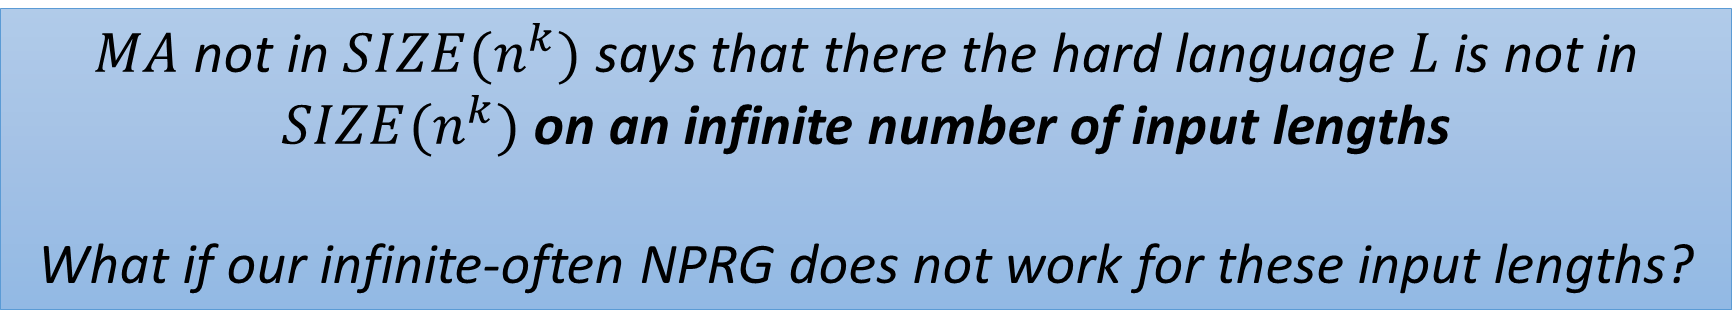 MA not in SIZE(n^k) says that there the hard language L is not in
SIZE(n^k) on an infinite number of input lengths
What if our infinite-often NPRG does not work for these input lengths?